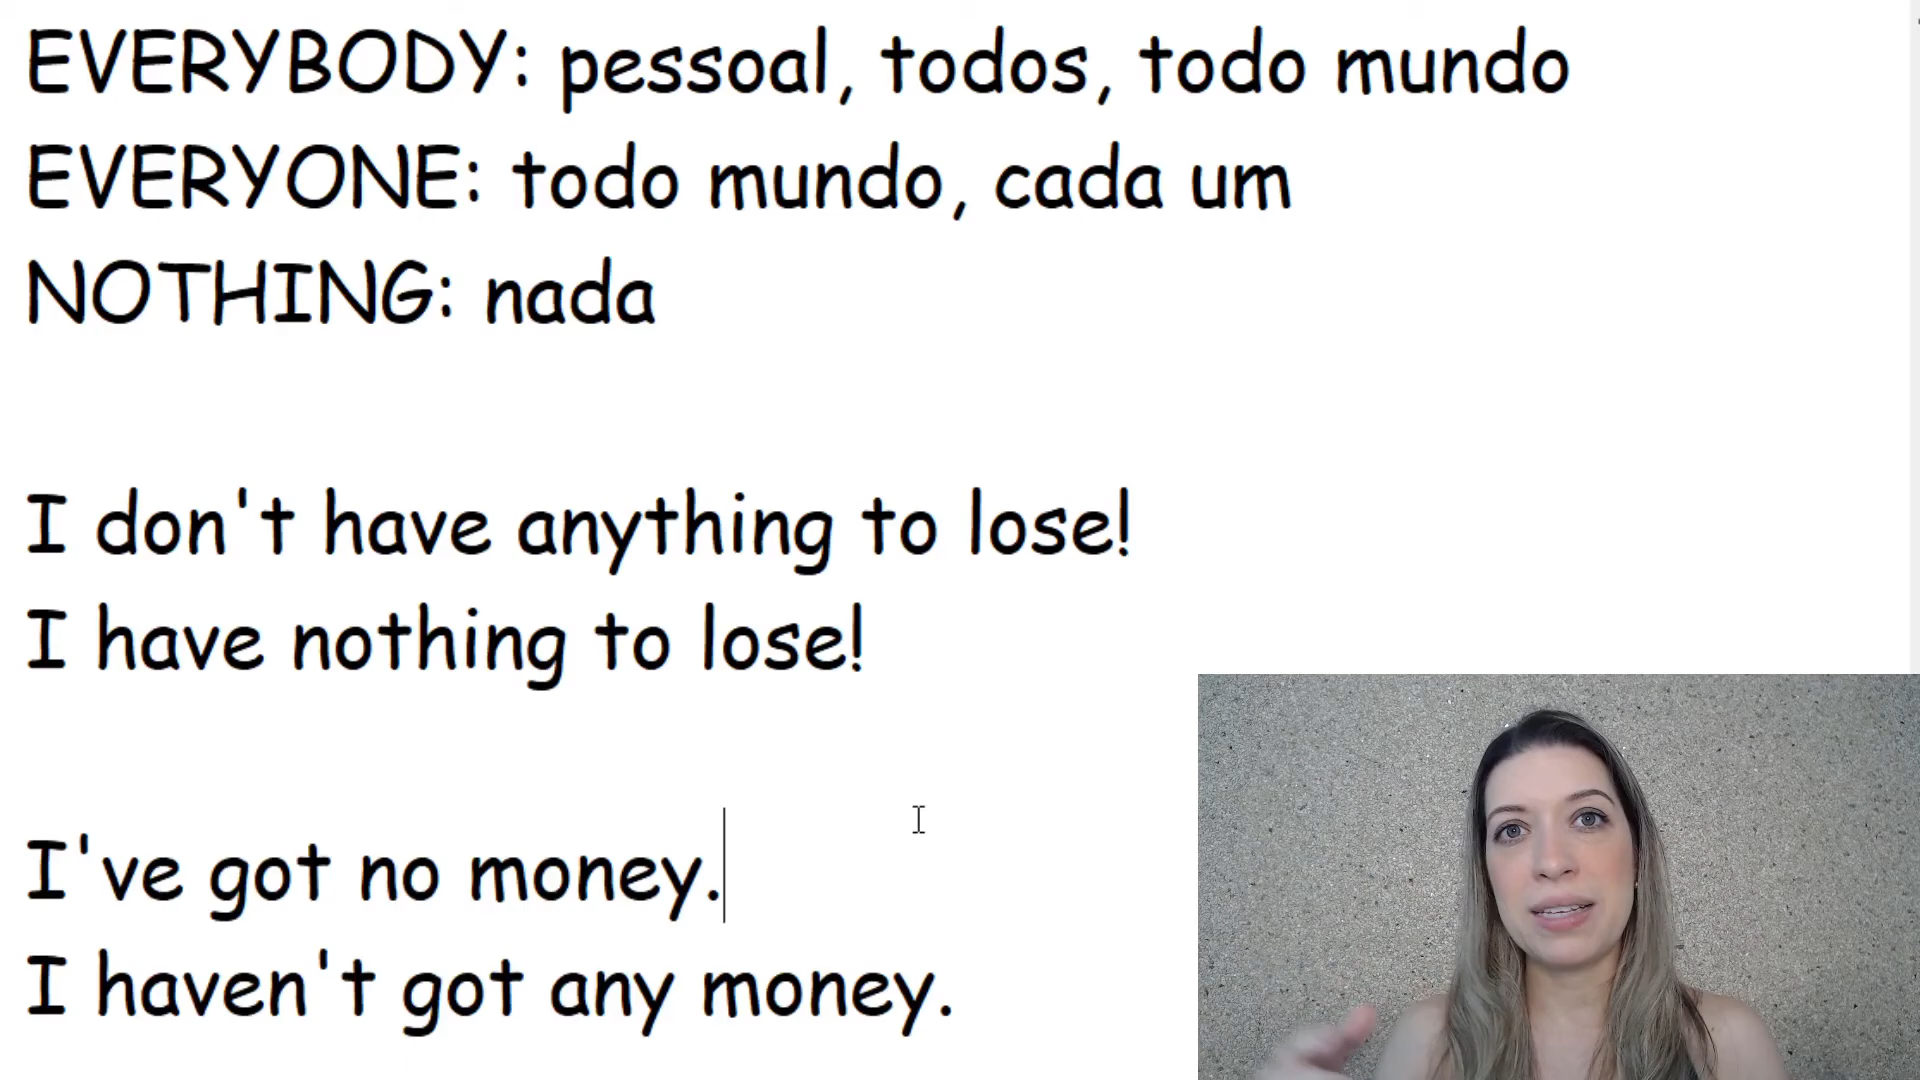 EVERYBODY: pessoal, todos, todo mundo
EVERYONE: todo mundo, cada um
NOTHING: nada
I don't have anything to lose!
I have nothing to lose!
I've got no money.
I haven't got any money.